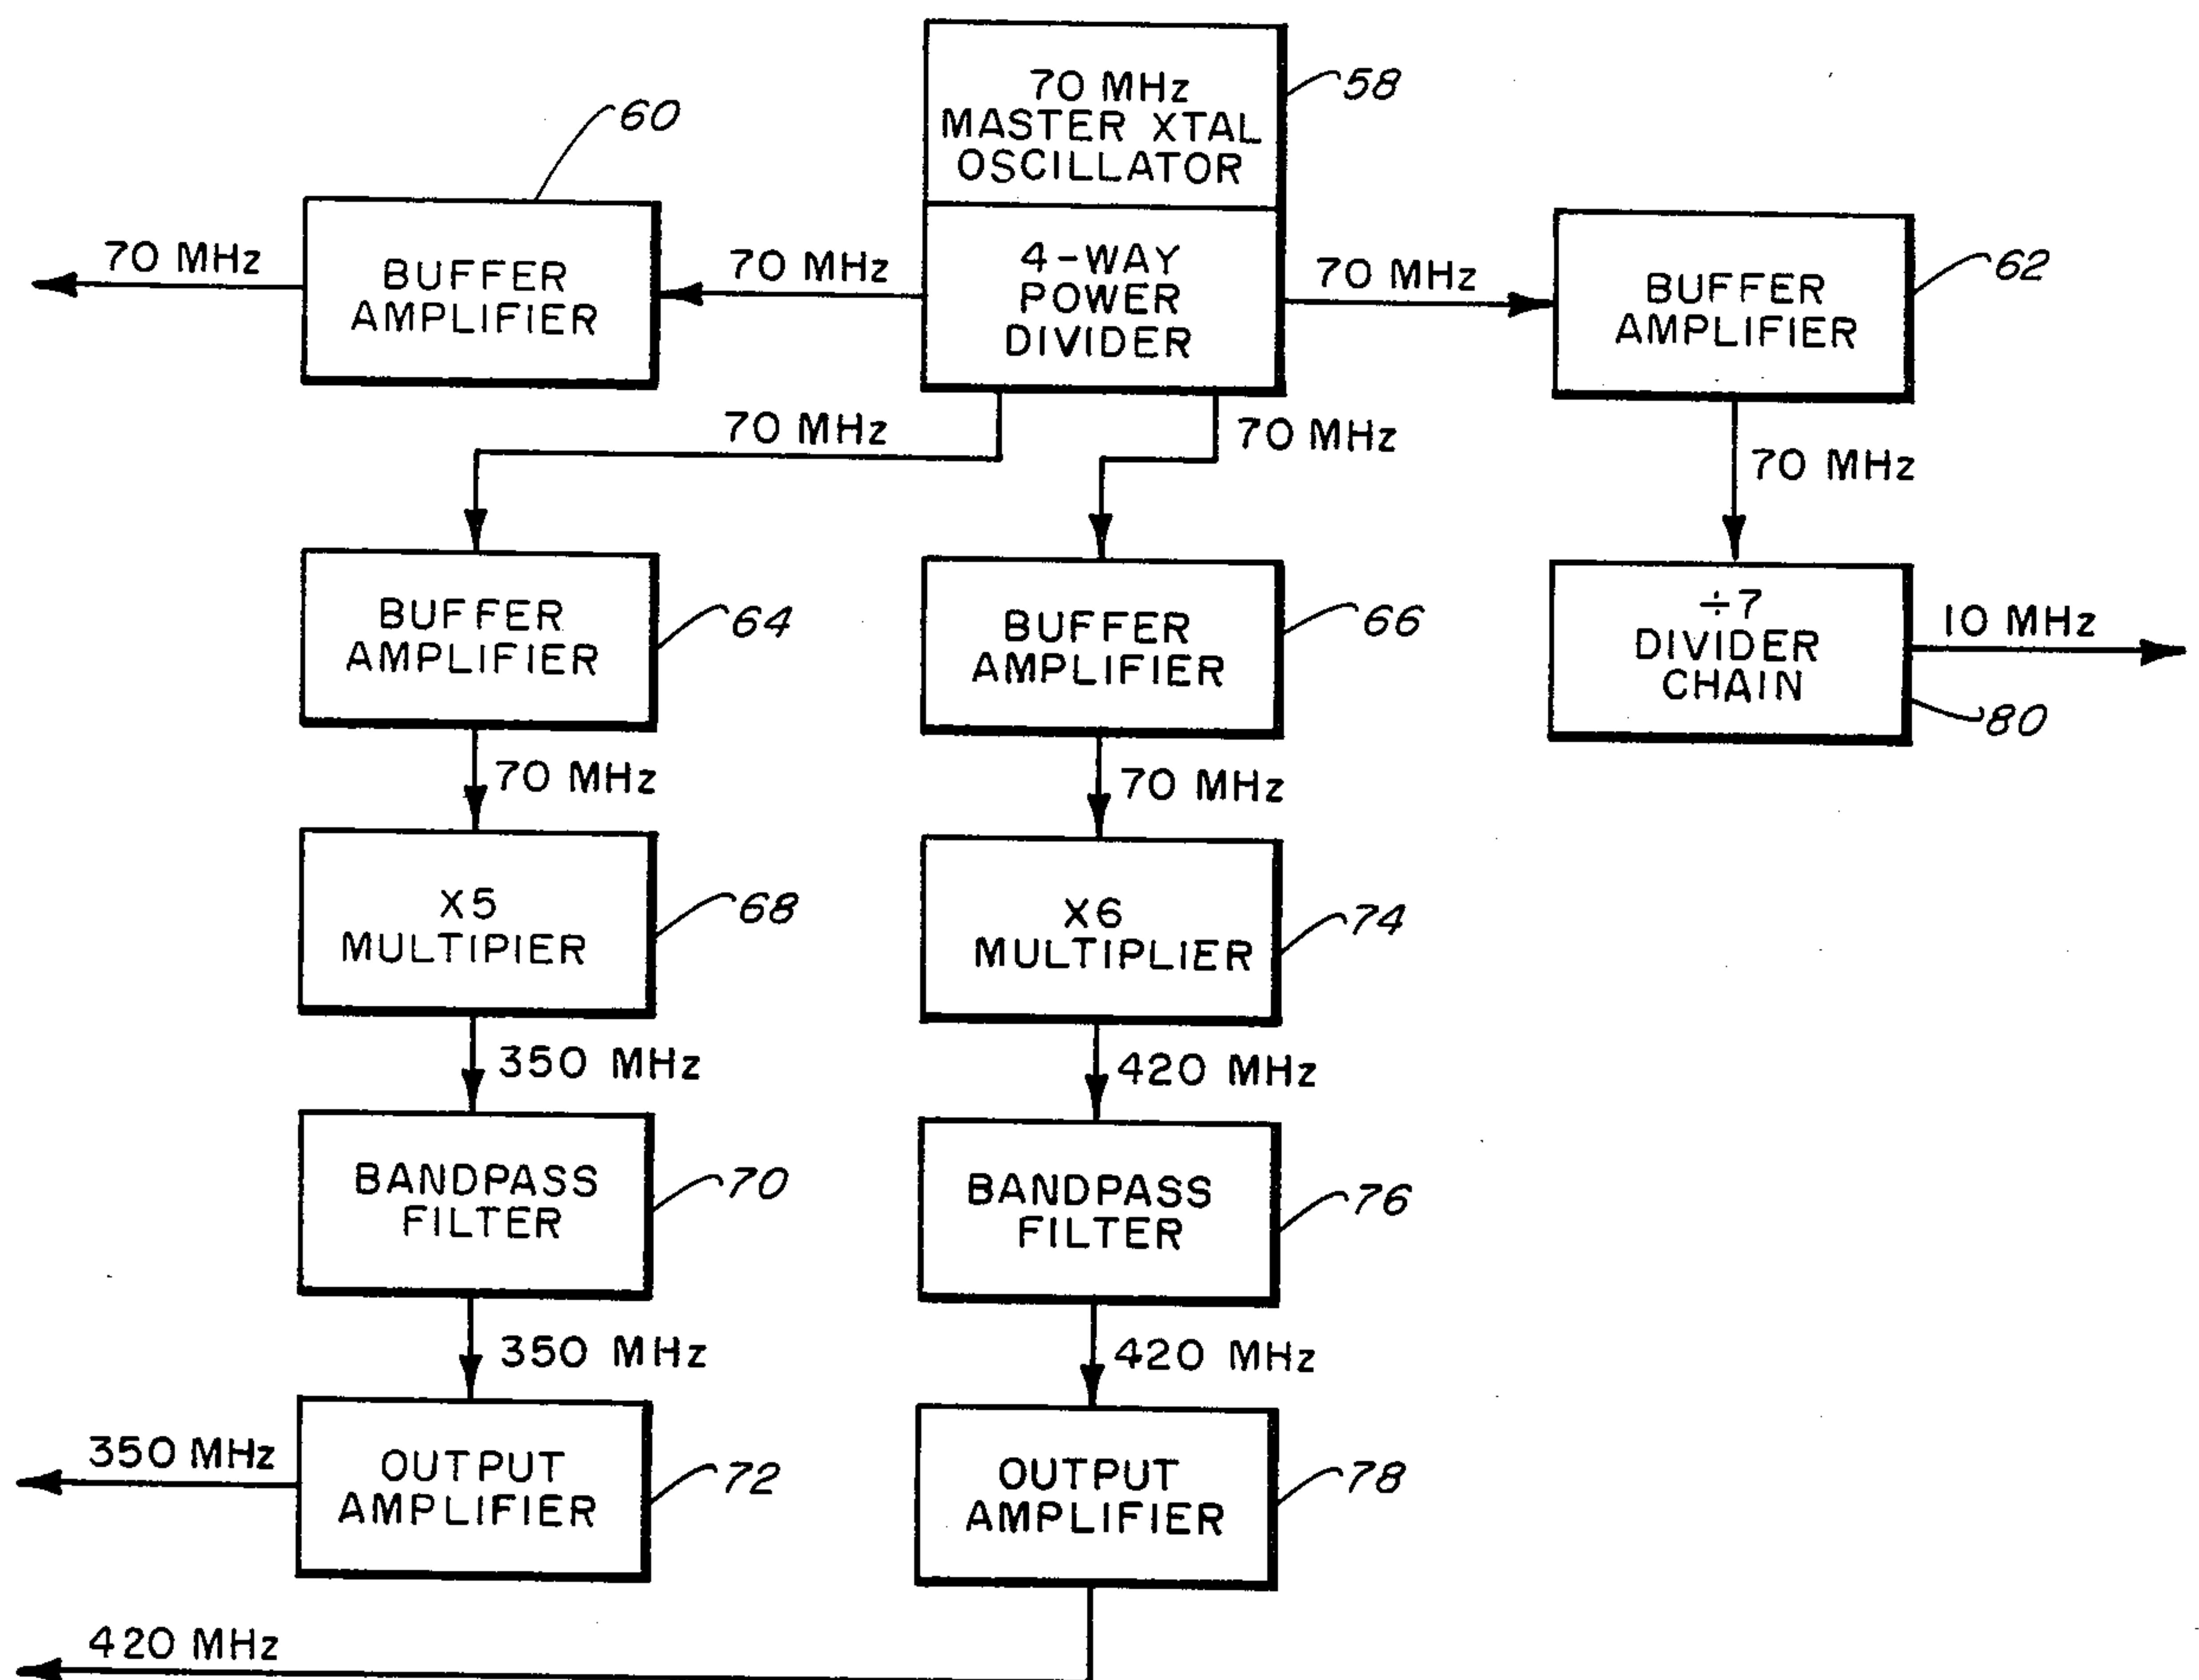 70 MHz
MASTER XTAL
OSCILLATOR
58
60
4-WAY
POWER
DIVIDER
70 MHz
BUFFER
AMPLIFIER
70 MHz
70 MHz
BUFFER
AMPLIFIER
62
70 MHz
70 MHz
70 MHz
BUFFER
AMPLIFIER
64
BUFFER
AMPLIFIER
66
÷7
DIVIDER
CHAIN
10 MHz
80
70 MHz
70 MHz
X5
MULTIPIER
68
X6
MULTIPLIER
74
350 MHz
420 MHz
BANDPASS
FILTER
70
BANDPASS
FILTER
76
350 MHz
420 MHz
350 MHz
OUTPUT
AMPLIFIER
72
OUTPUT
AMPLIFIER
78
420 MHz